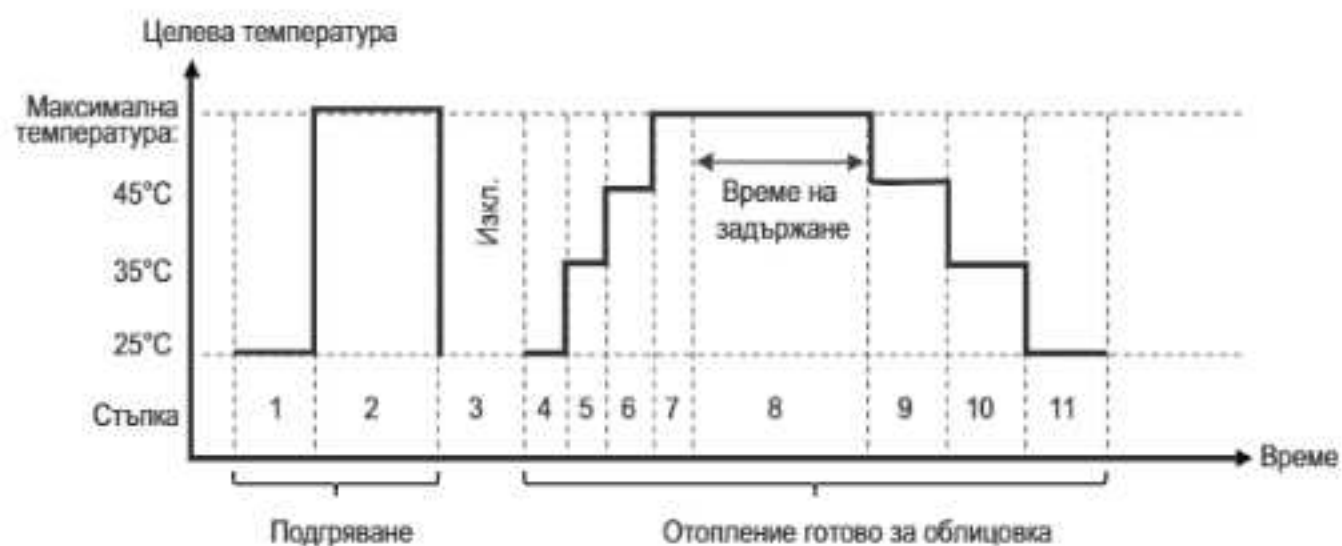 Целева температура
Максимална
температура:
45°C
35°C
25°C
Изкл.
Време на
задържане
Стъпка 1 2 3 4 5 6 7 8 9 10 11
Време
Подгряване Отопление готово за облицовка